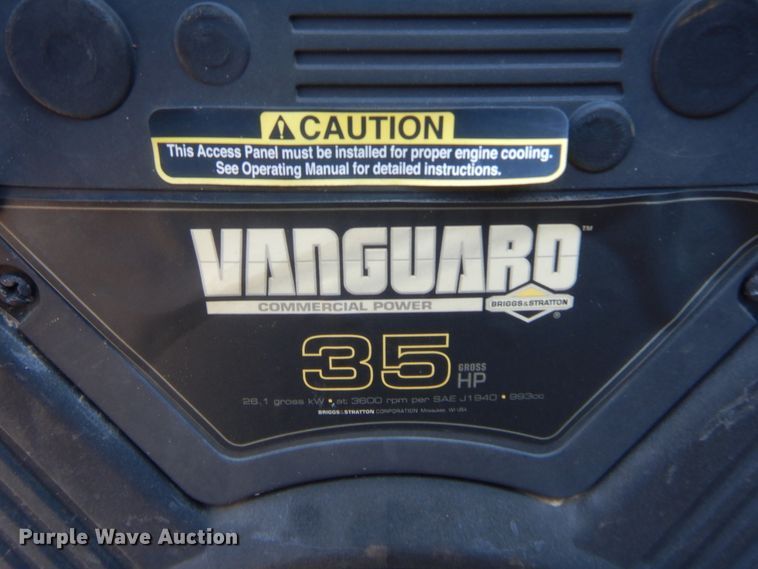 CAUTION
This Access Panel must be installed for proper engine cooling.
See Operating Manual for detailed instructions.
VANGUARD™
COMMERCIAL POWER
BRIGGS&STRATTON
®
35 GROSS HP
26.1 gross kW • at 3600 rpm per SAE J1940 • 993cc
BRIGGS&STRATTON CORPORATION Milwaukee, WI USA
Purple Wave Auction